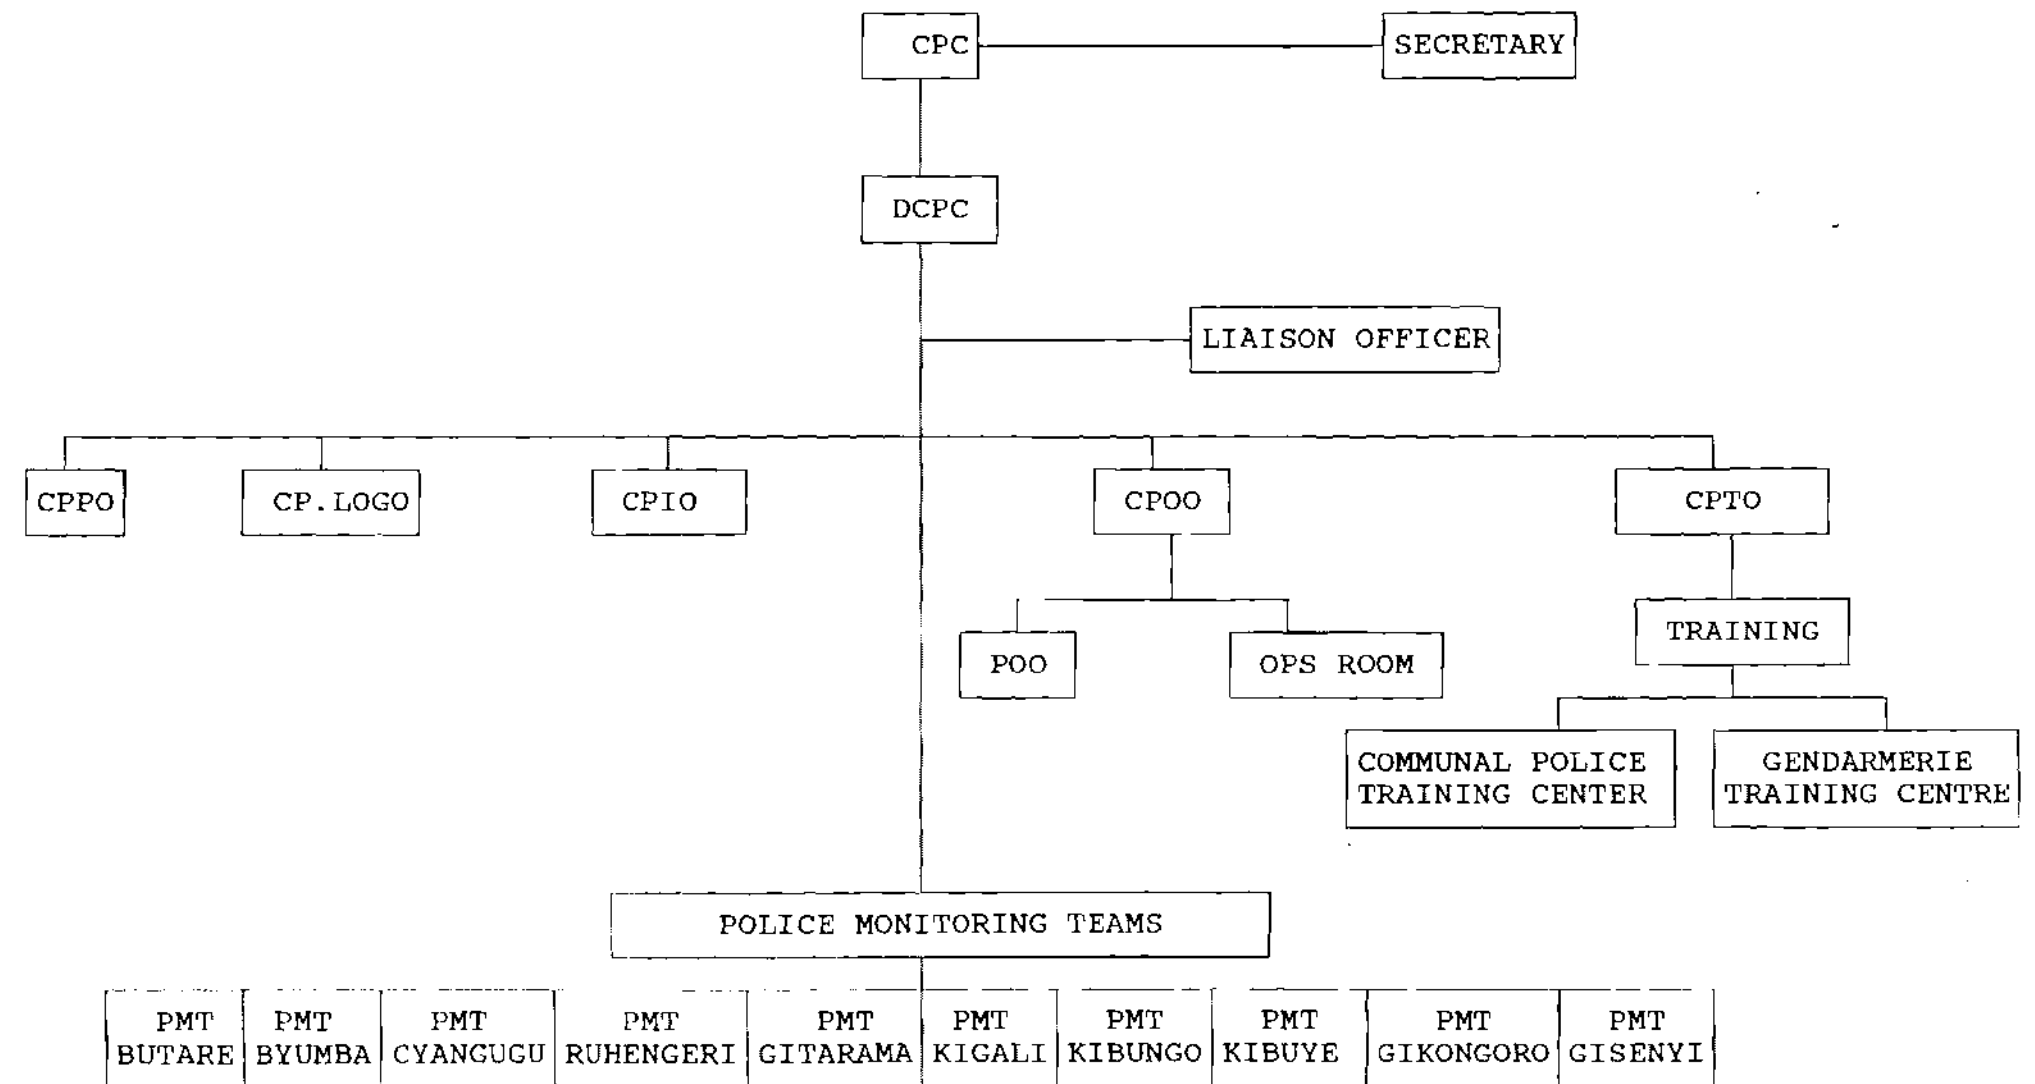 CPC
SECRETARY
DCPC
LIAISON OFFICER
CPPO
CP.LOGO
CPIO
CPOO
CPTO
POO
OPS ROOM
TRAINING
COMMUNAL POLICE
TRAINING CENTER
GENDARMERIE
TRAINING CENTRE
POLICE MONITORING TEAMS
PMT
BUTARE
PMT
BYUMBA
PMT
CYANGUGU
PMT
RUHENGERI
PMT
GITARAMA
PMT
KIGALI
PMT
KIBUNGO
PMT
KIBUYE
PMT
GIKONGORO
PMT
GISENYI